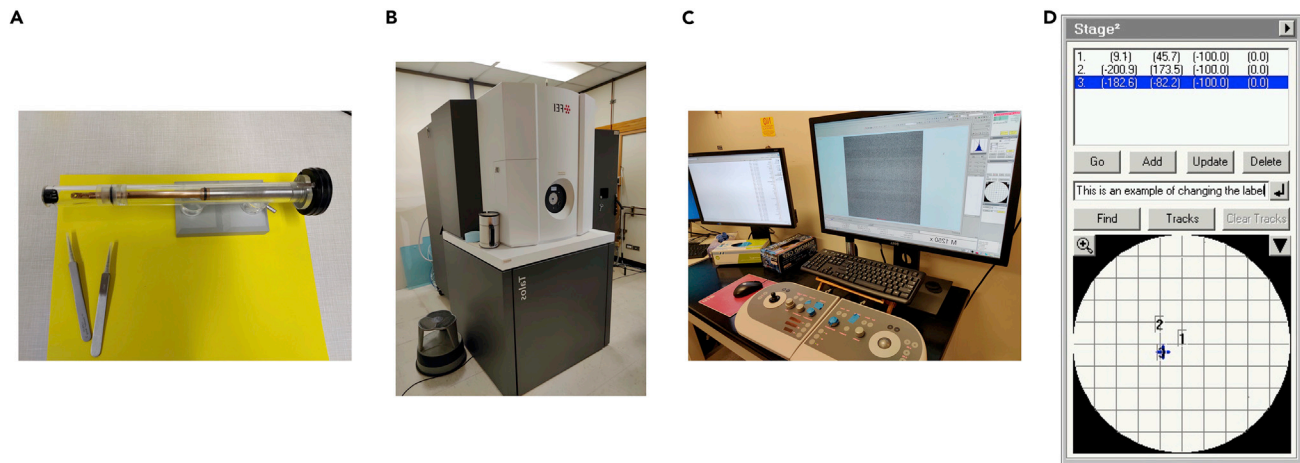 A
B
C
D
FEI
Talos
M 1250 x
Stage²
1. (9.1) (45.7) (-100.0) (0.0)
2. (-200.9) (173.5) (-100.0) (0.0)
3. (-182.6) (-82.2) (-100.0) (0.0)
Go Add Update Delete
This is an example of changing the label
Find Tracks Clear Tracks
2
1